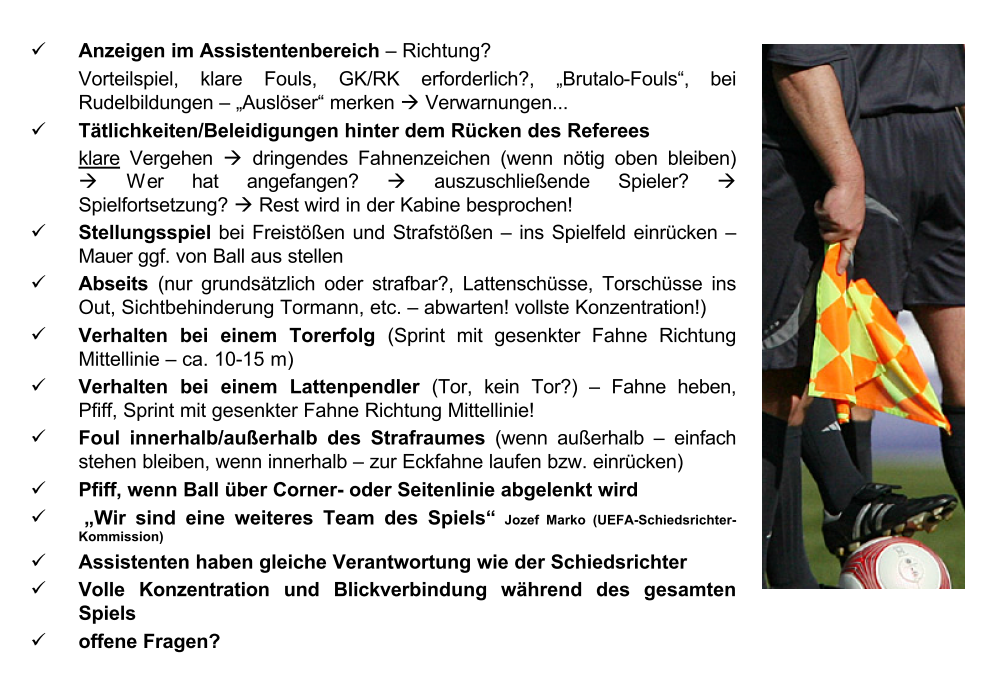 ✓ Anzeigen im Assistentenbereich – Richtung?
Vorteilspiel, klare Fouls, GK/RK erforderlich?, „Brutalo-Fouls“, bei
Rudelbildungen – „Auslöser“ merken → Verwarnungen...
✓ Tätlichkeiten/Beleidigungen hinter dem Rücken des Referees
klare Vergehen → dringendes Fahnenzeichen (wenn nötig oben bleiben)
→ Wer hat angefangen? → auszuschließende Spieler? →
Spielfortsetzung? → Rest wird in der Kabine besprochen!
✓ Stellungsspiel bei Freistößen und Strafstößen – ins Spielfeld einrücken –
Mauer ggf. von Ball aus stellen
✓ Abseits (nur grundsätzlich oder strafbar?, Lattenschüsse, Torschüsse ins
Out, Sichtbehinderung Tormann, etc. – abwarten! vollste Konzentration!)
✓ Verhalten bei einem Torerfolg (Sprint mit gesenkter Fahne Richtung
Mittellinie – ca. 10-15 m)
✓ Verhalten bei einem Lattenpendler (Tor, kein Tor?) – Fahne heben,
Pfiff, Sprint mit gesenkter Fahne Richtung Mittellinie!
✓ Foul innerhalb/außerhalb des Strafraumes (wenn außerhalb – einfach
stehen bleiben, wenn innerhalb – zur Eckfahne laufen bzw. einrücken)
✓ Pfiff, wenn Ball über Corner- oder Seitenlinie abgelenkt wird
✓ „Wir sind eine weiteres Team des Spiels“ Jozef Marko (UEFA-Schiedsrichter-
Kommission)
✓ Assistenten haben gleiche Verantwortung wie der Schiedsrichter
✓ Volle Konzentration und Blickverbindung während des gesamten
Spiels
✓ offene Fragen?